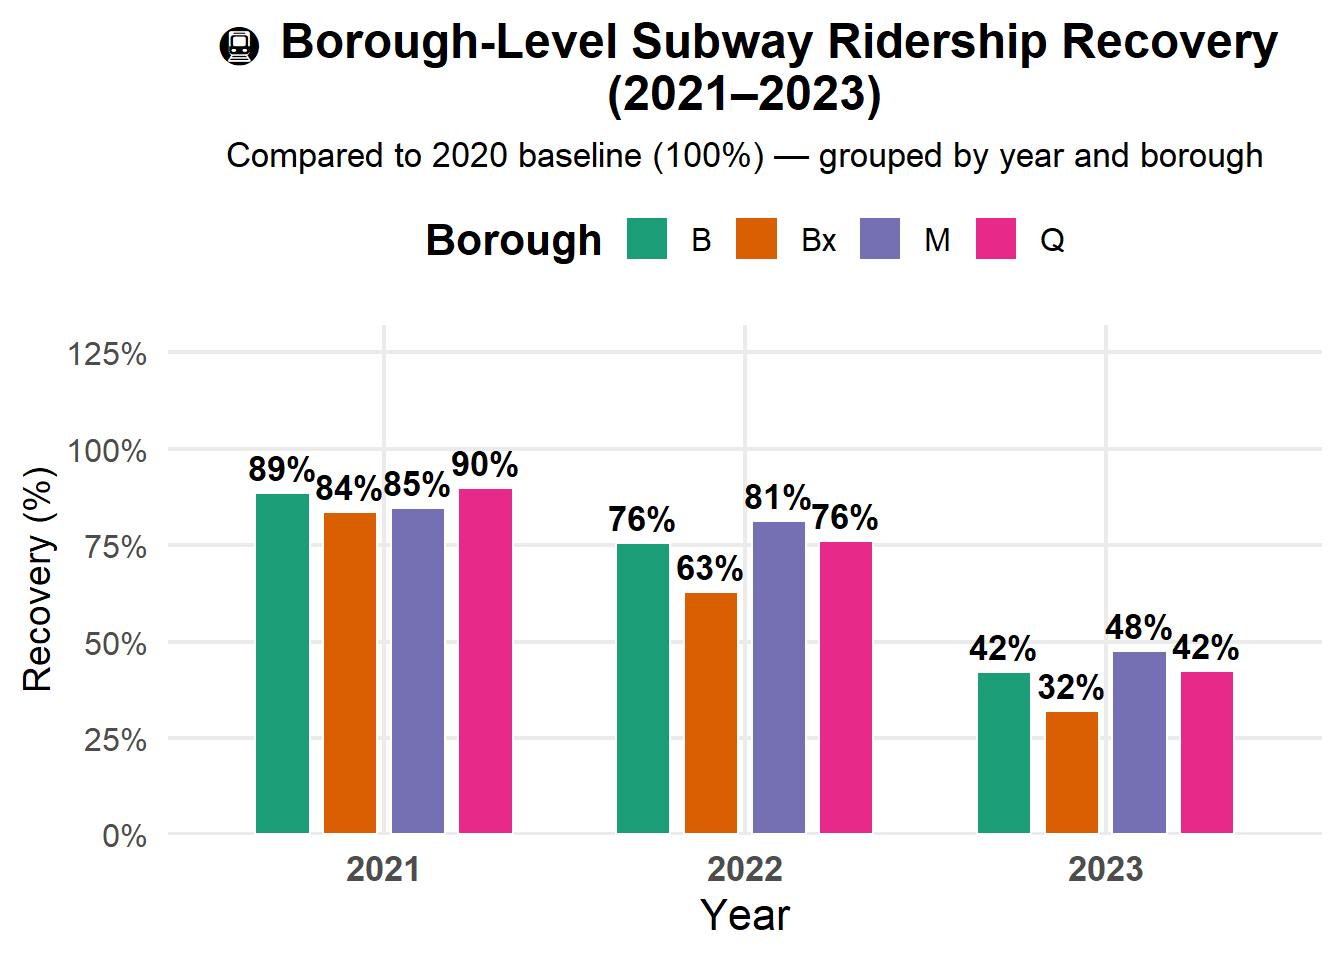 Borough-Level Subway Ridership Recovery
(2021–2023)
Compared to 2020 baseline (100%) — grouped by year and borough
Borough B Bx M Q
125%
100%
75%
50%
25%
0%
Recovery (%)
89% 84% 85% 90%
76% 63% 81% 76%
42% 32% 48% 42%
2021 2022 2023
Year